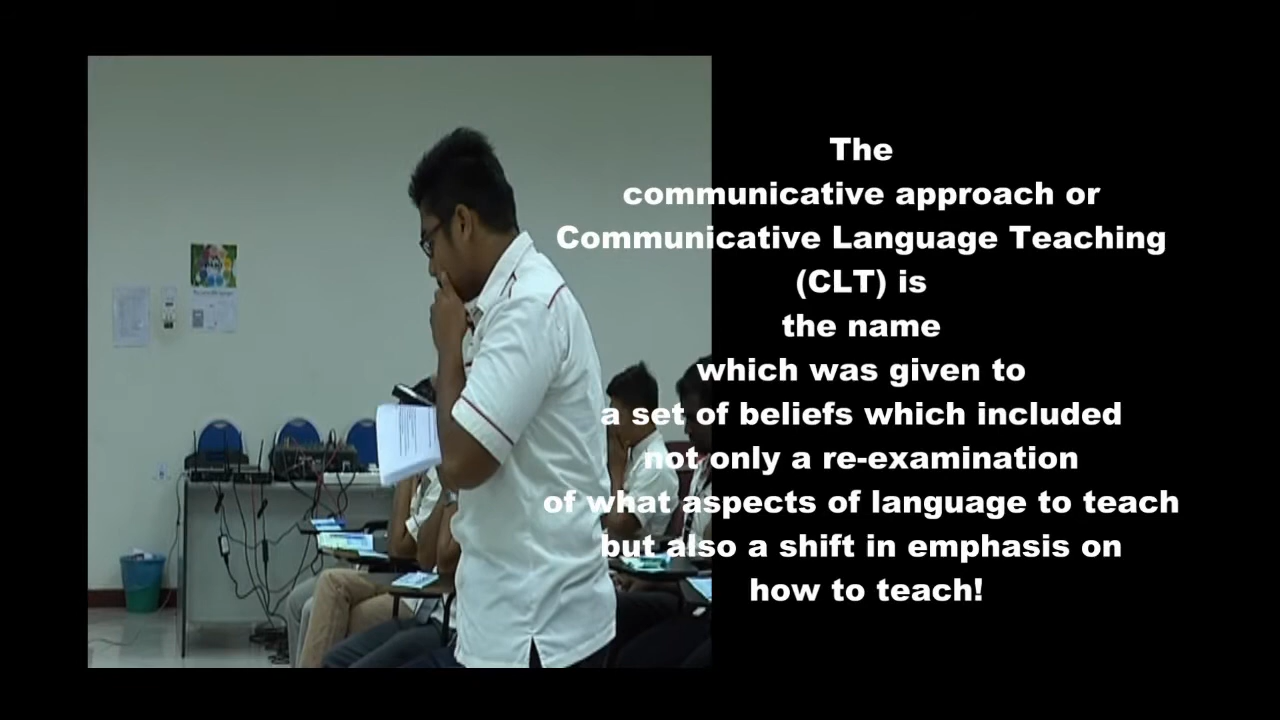 The
communicative approach or
Communicative Language Teaching
(CLT) is
the name
which was given to
a set of beliefs which included
not only a re-examination
of what aspects of language to teach
but also a shift in emphasis on
how to teach!